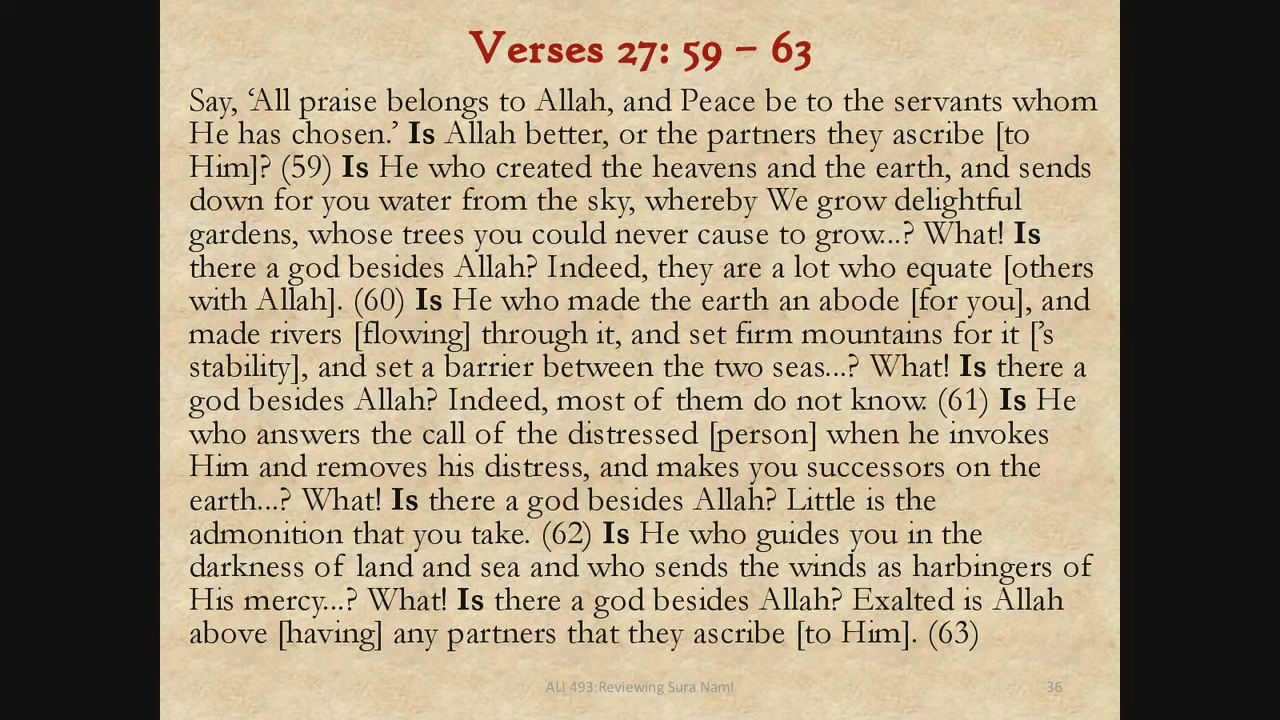 Verses 27: 59 – 63
Say, ‘All praise belongs to Allah, and Peace be to the servants whom
He has chosen.’ Is Allah better, or the partners they ascribe [to
Him]? (59) Is He who created the heavens and the earth, and sends
down for you water from the sky, whereby We grow delightful
gardens, whose trees you could never cause to grow...? What! Is
there a god besides Allah? Indeed, they are a lot who equate [others
with Allah]. (60) Is He who made the earth an abode [for you], and
made rivers [flowing] through it, and set firm mountains for it [’s
stability], and set a barrier between the two seas...? What! Is there a
god besides Allah? Indeed, most of them do not know. (61) Is He
who answers the call of the distressed [person] when he invokes
Him and removes his distress, and makes you successors on the
earth...? What! Is there a god besides Allah? Little is the
admonition that you take. (62) Is He who guides you in the
darkness of land and sea and who sends the winds as harbingers of
His mercy...? What! Is there a god besides Allah? Exalted is Allah
above [having] any partners that they ascribe [to Him]. (63)
ALI 493:Reviewing Sura Naml 36